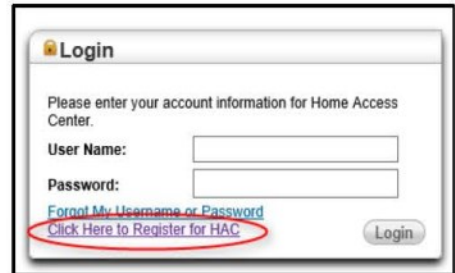 Login
Please enter your account information for Home Access
Center.
User Name:
Password:
Forgot My Username or Password
Click Here to Register for HAC
Login